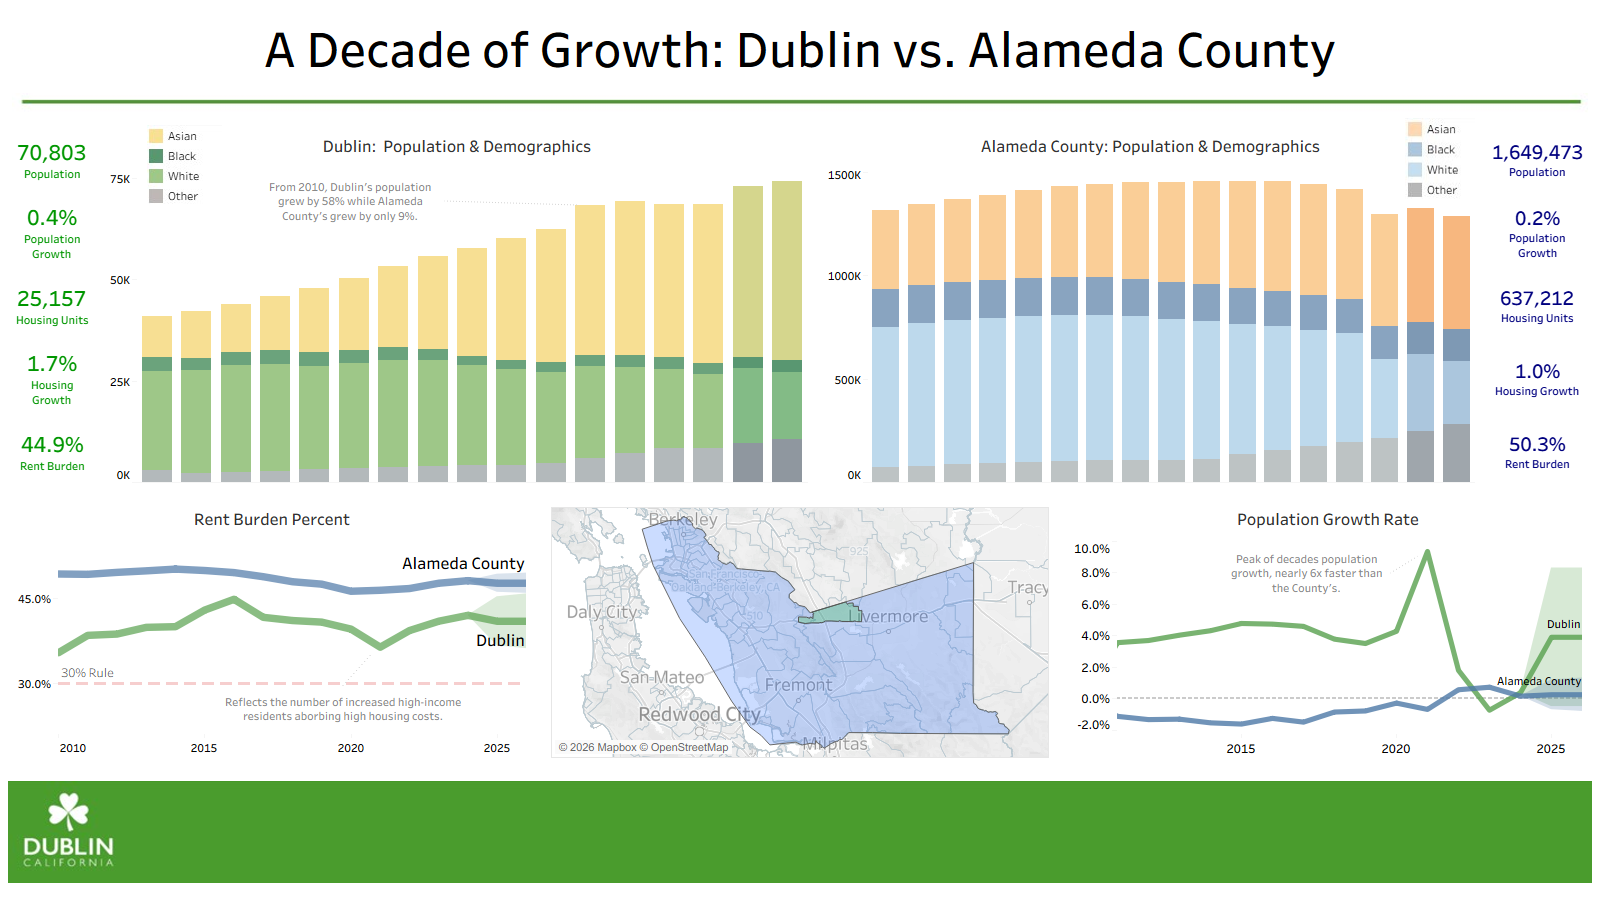 A Decade of Growth: Dublin vs. Alameda County
70,803
Population
0.4%
Population
Growth
25,157
Housing Units
1.7%
Housing
Growth
44.9%
Rent Burden
Asian
Black
White
Other
Dublin: Population & Demographics
From 2010, Dublin's population
grew by 58% while Alameda
County's grew by only 9%.
75K
50K
25K
0K
Alameda County: Population & Demographics
1500K
1000K
500K
0K
Asian
Black
White
Other
1,649,473
Population
0.2%
Population
Growth
637,212
Housing Units
1.0%
Housing Growth
50.3%
Rent Burden
Rent Burden Percent
Alameda County
45.0%
Dublin
30% Rule
30.0%
Reflects the number of increased high-income
residents aborbing high housing costs.
2010
2015
2020
2025
Berkeley
925
San Francisco
Oakland-Berkeley, CA
510
Tracy
Daly City
Livermore
San Mateo
Fremont
Redwood City
Milpitas
© 2026 Mapbox © OpenStreetMap
Population Growth Rate
10.0%
8.0%
6.0%
4.0%
2.0%
0.0%
-2.0%
Peak of decades population
growth, nearly 6x faster than
the County's.
Dublin
Alameda County
2015
2020
2025
DUBLIN
CALIFORNIA